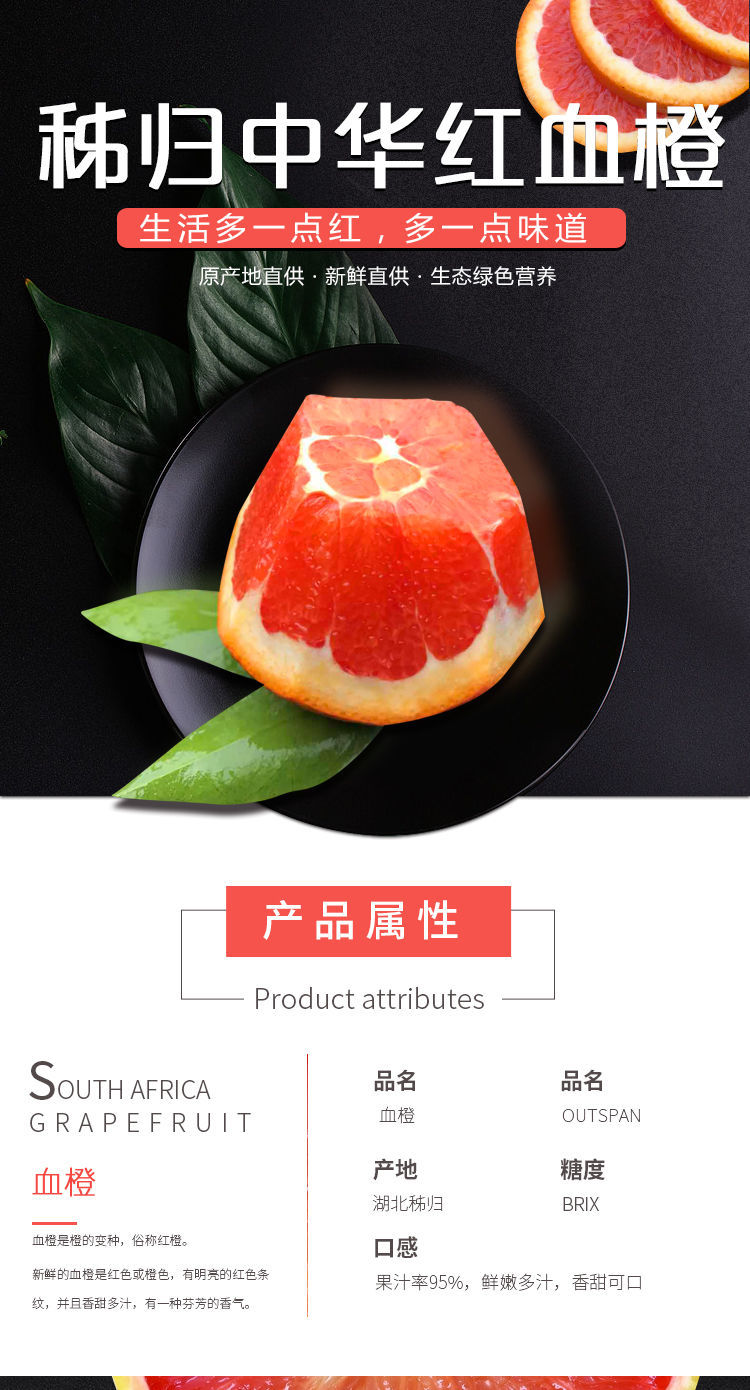 秭归中华红血橙
生活多一点红，多一点味道
原产地直供 · 新鲜直供 · 生态绿色营养
产品属性
Product attributes
SOUTH AFRICA
GRAPEFRUIT
血橙
血橙是橙的变种，俗称红橙。
新鲜的血橙是红色或橙色，有明亮的红色条
纹，并且香甜多汁，有一种芬芳的香气。
品名
血橙
品名
OUTSPAN
产地
湖北秭归
糖度
BRIX
口感
果汁率95%，鲜嫩多汁，香甜可口